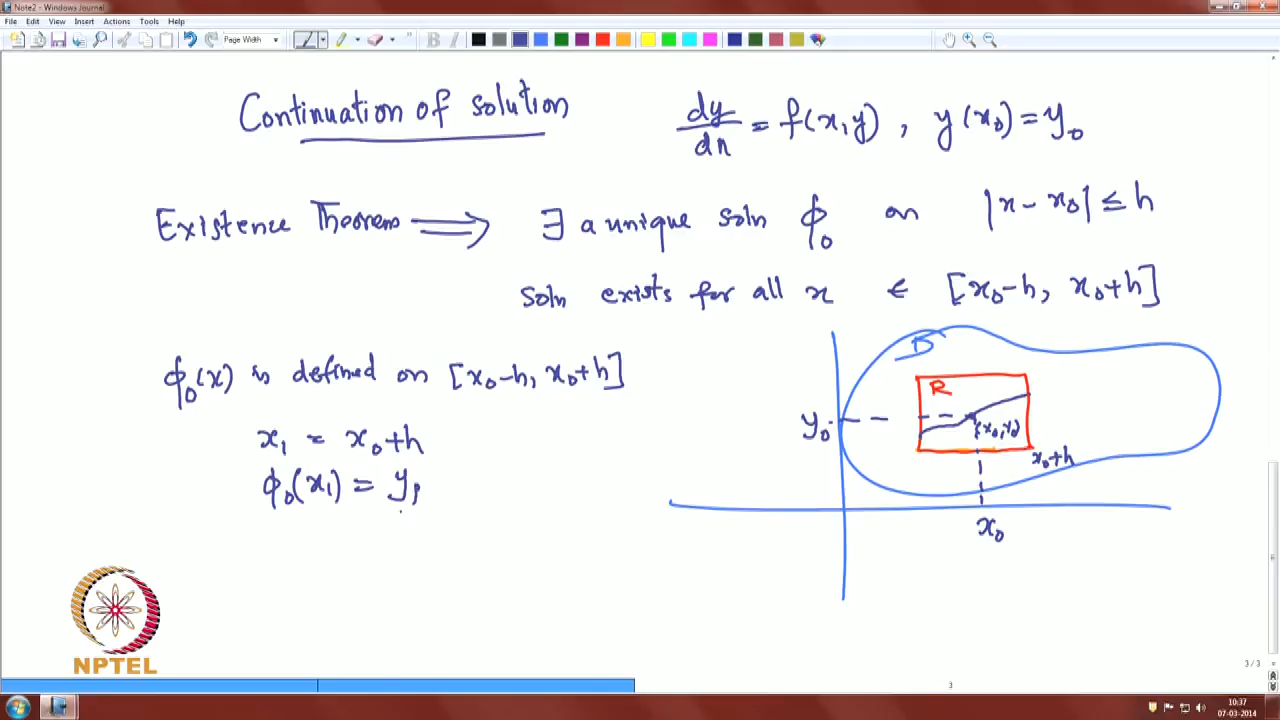 Note2 - Windows Journal
File Edit View Insert Actions Tools Help
Page Width
Continuation of solution
dy/dx = f(x,y), y(x₀) = y₀
Existence Theorem ⟹ ∃ a unique soln ϕ₀ on |x - x₀| ≤ h
soln exists for all x ∈ [x₀-h, x₀+h]
ϕ₀(x) is defined on [x₀-h, x₀+h]
x₁ = x₀+h
ϕ₀(x₁) = y₁
D
R
y₀
(x₀,y₀)
x₀+h
x₀
NPTEL
3/3
3
10:37
07-03-2014